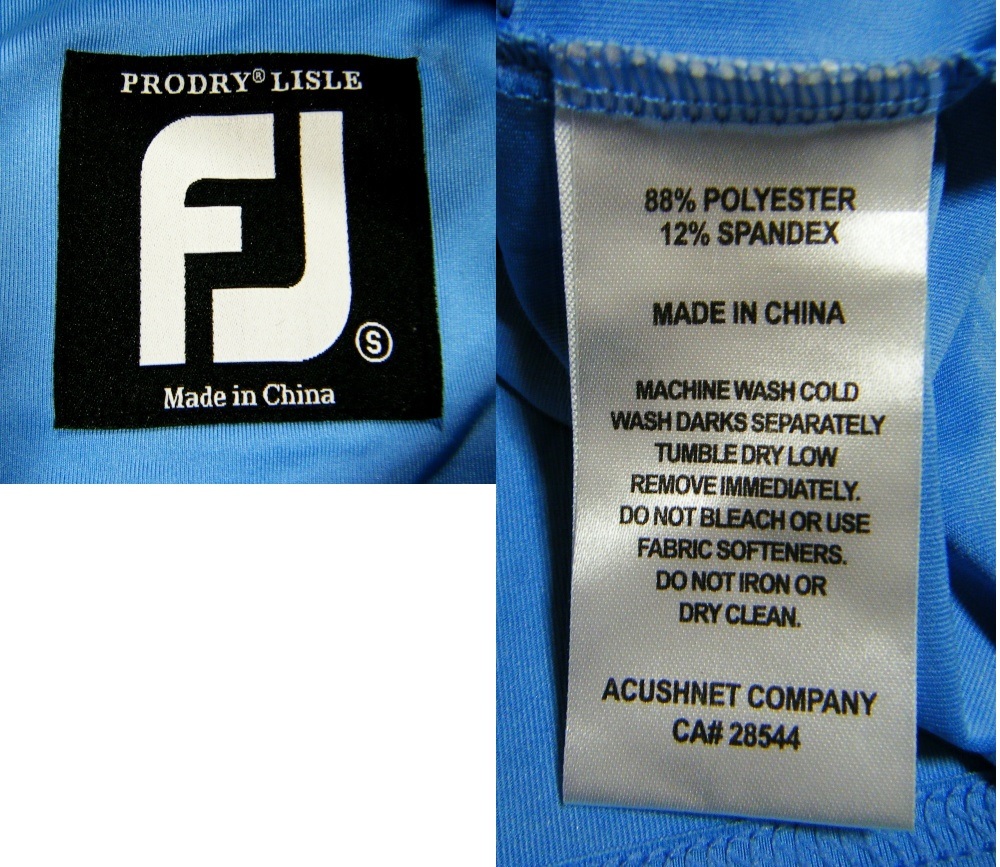 PRODRY® LISLE
FJ
S
Made in China
88% POLYESTER
12% SPANDEX
MADE IN CHINA
MACHINE WASH COLD
WASH DARKS SEPARATELY
TUMBLE DRY LOW
REMOVE IMMEDIATELY.
DO NOT BLEACH OR USE
FABRIC SOFTENERS.
DO NOT IRON OR
DRY CLEAN.
ACUSHNET COMPANY
CA# 28544